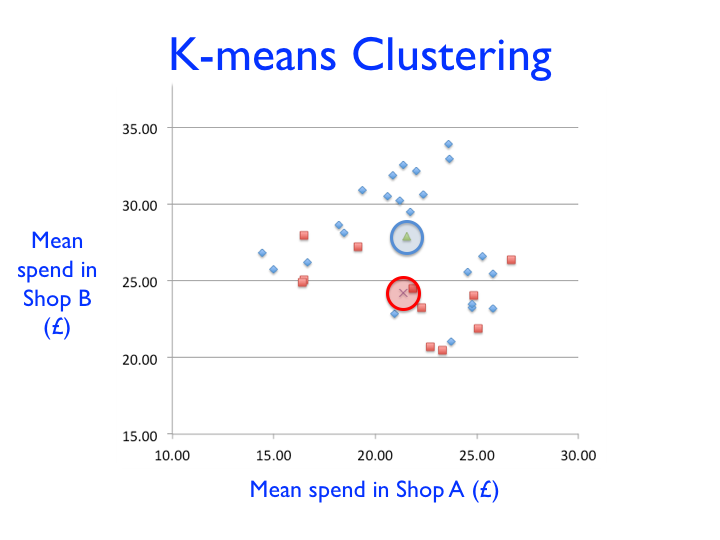 K-means Clustering
35.00
30.00
25.00
20.00
15.00
10.00 15.00 20.00 25.00 30.00
Mean
spend in
Shop B
(£)
Mean spend in Shop A (£)